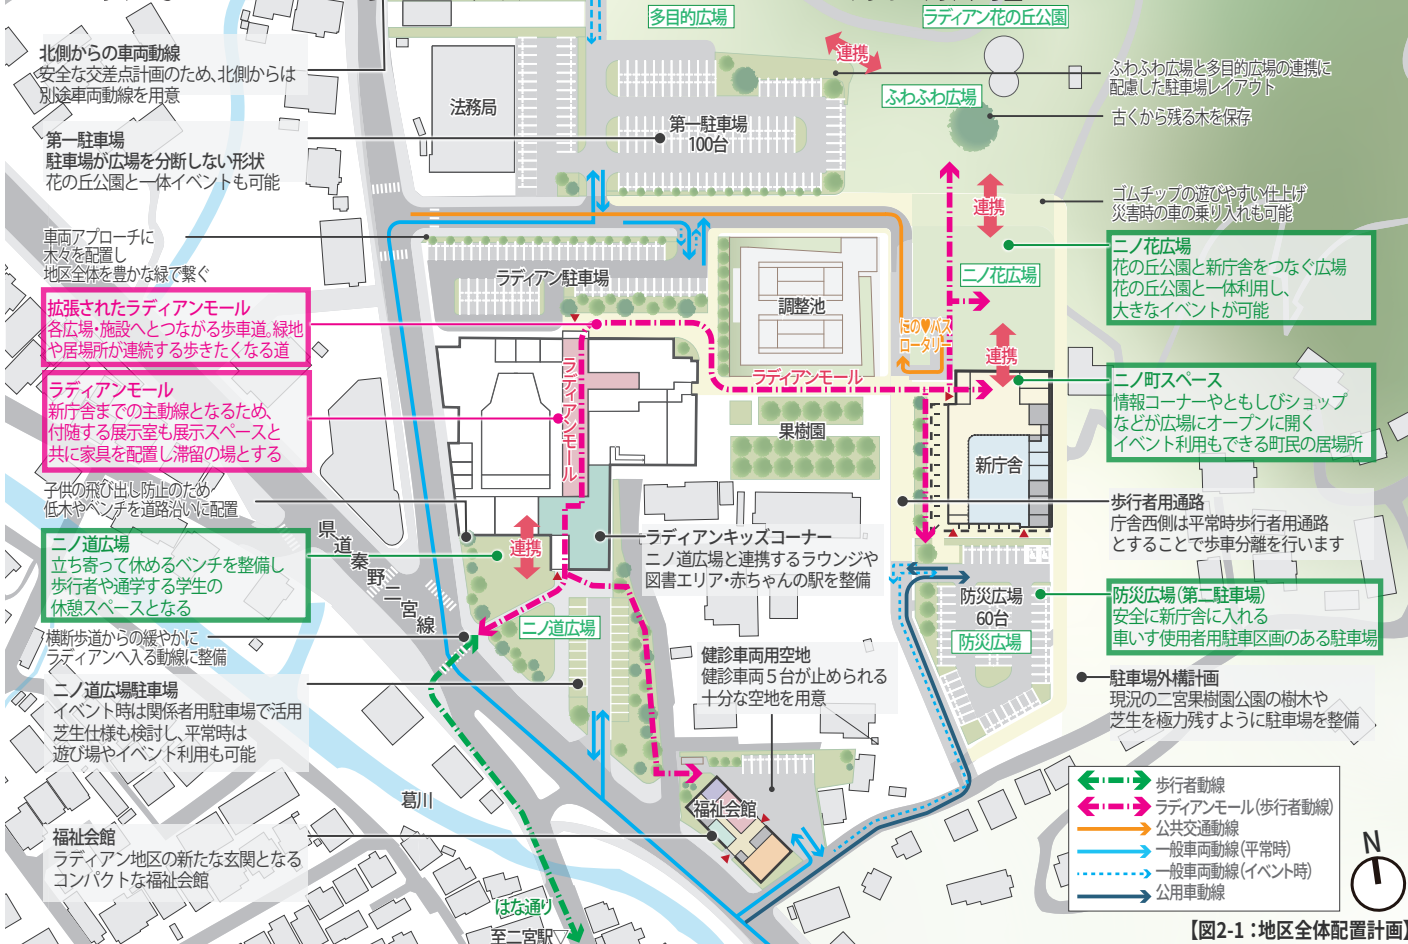 多目的広場
ラディアン花の丘公園
北側からの車両動線
安全な交差点計画のため、北側からは
別途車両動線を用意
連携
ふわふわ広場と多目的広場の連携に
配慮した駐車場レイアウト
法務局
ふわふわ広場
古くから残る木を保存
第一駐車場
100台
第一駐車場
駐車場が広場を分断しない形状
花の丘公園と一体イベントも可能
ゴムチップの遊びやすい仕上げ
災害時の車の乗り入れも可能
連携
車両アプローチに
木々を配置し
地区全体を豊かな緑で繋ぐ
ニノ花広場
花の丘公園と新庁舎をつなぐ広場
花の丘公園と一体利用し、
大きなイベントが可能
ラディアン駐車場
ニノ花広場
調整池
拡張されたラディアンモール
各広場・施設へとつながる歩車道。緑地
や居場所が連続する歩きたくなる道
にの♥バス
ロータリー
連携
ラディアンモール
ラディアンモール
ラディアンモール
新庁舎までの主動線となるため、
付随する展示室も展示スペースと
共に家具を配置し滞留の場とする
ニノ町スペース
情報コーナーやともしびショップ
などが広場にオープンに開く
イベント利用もできる町民の居場所
果樹園
新庁舎
子供の飛び出し防止のため
低木やベンチを道路沿いに配置
歩行者用通路
庁舎西側は平常時歩行者用通路
とすることで歩車分離を行います
県道秦野二宮線
連携
ラディアンキッズコーナー
ニノ道広場と連携するラウンジや
図書エリア・赤ちゃんの駅を整備
ニノ道広場
立ち寄って休めるベンチを整備し
歩行者や通学する学生の
休憩スペースとなる
防災広場
60台
防災広場
防災広場(第二駐車場)
安全に新庁舎に入れる
車いす使用者用駐車区画のある駐車場
ニノ道広場
横断歩道からの緩やかに
ラディアンへ入る動線に整備
健診車両用空地
健診車両5台が止められる
十分な空地を用意
駐車場外構計画
現況の二宮果樹園公園の樹木や
芝生を極力残すように駐車場を整備
ニノ道広場駐車場
イベント時は関係者用駐車場で活用
芝生仕様も検討し、平常時は
遊び場やイベント利用も可能
葛川
福祉会館
福祉会館
ラディアン地区の新たな玄関となる
コンパクトな福祉会館
はな通り
至二宮駅▽
歩行者動線
ラディアンモール(歩行者動線)
公共交通動線
一般車両動線(平常時)
一般車両動線(イベント時)
公用車動線
N
【図2-1：地区全体配置計画】